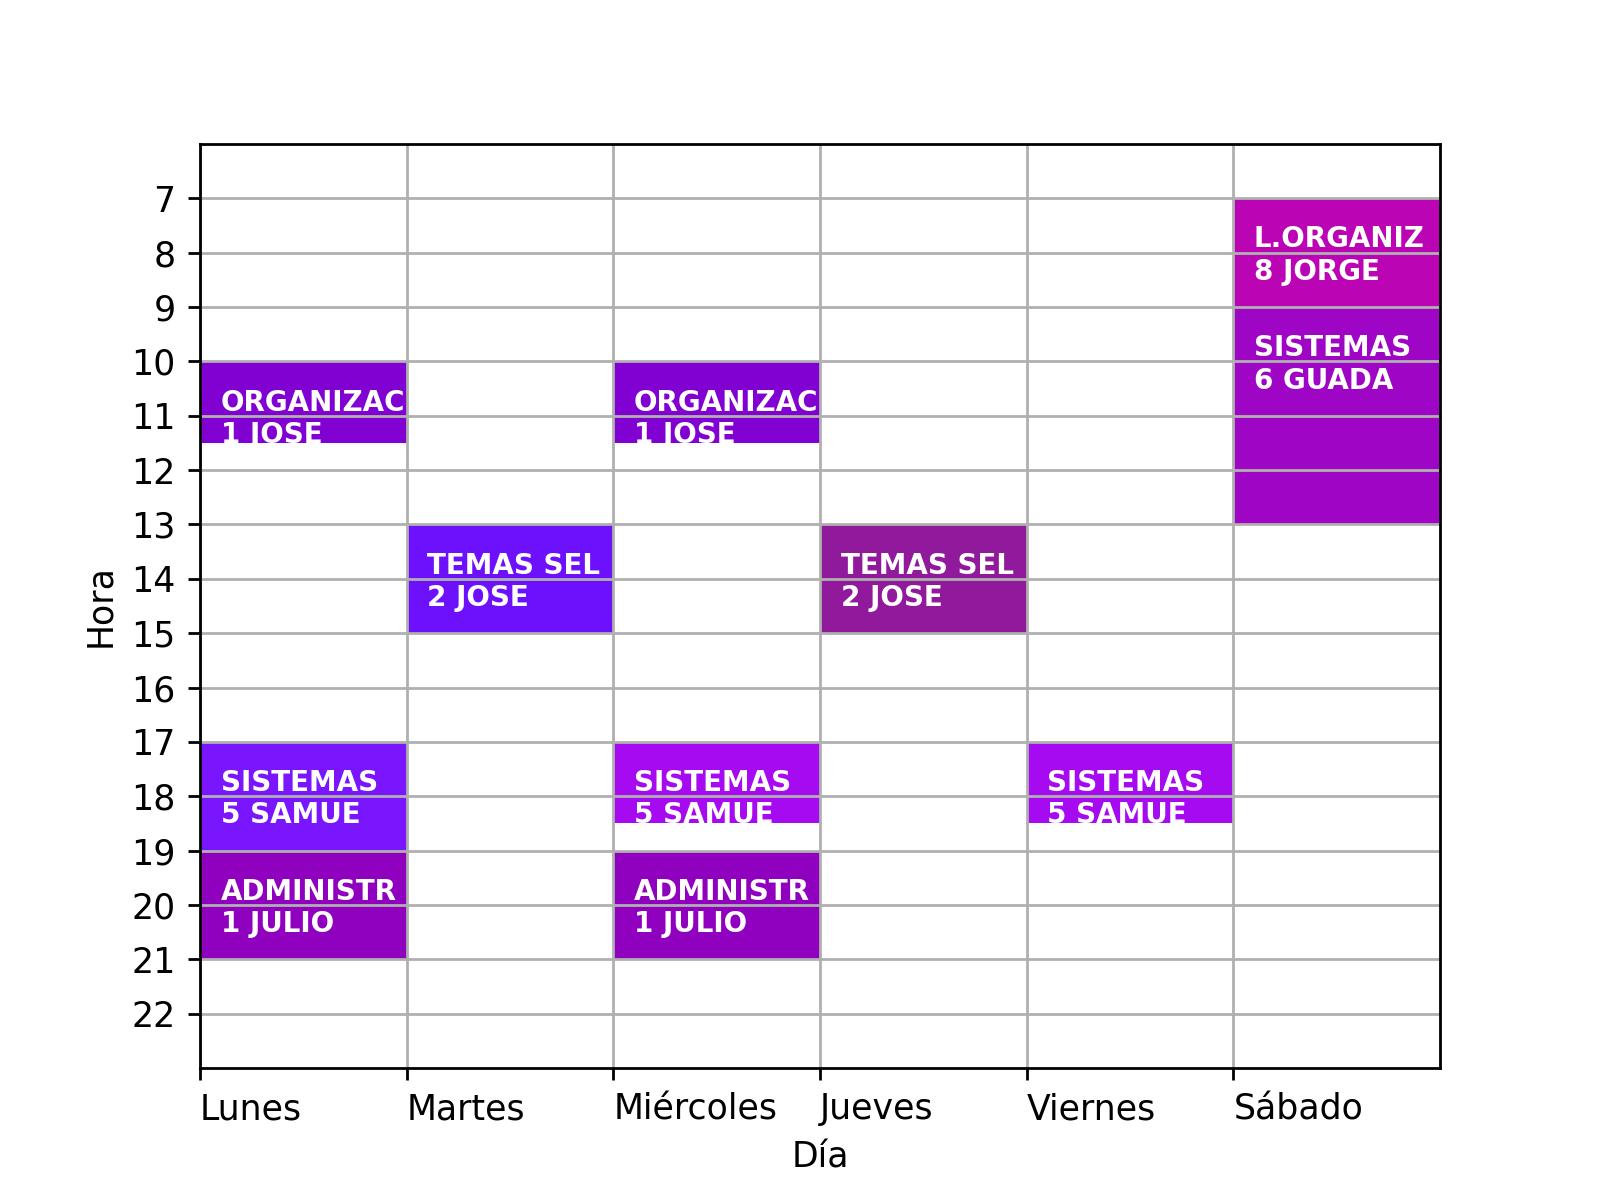 7
8
9
10
11
12
13
14
15
16
17
18
19
20
21
22
Hora
L.ORGANIZ
8 JORGE
SISTEMAS
6 GUADA
ORGANIZAC
1 JOSE
ORGANIZAC
1 JOSE
TEMAS SEL
2 JOSE
TEMAS SEL
2 JOSE
SISTEMAS
5 SAMUE
SISTEMAS
5 SAMUE
SISTEMAS
5 SAMUE
ADMINISTR
1 JULIO
ADMINISTR
1 JULIO
Lunes Martes Miércoles Jueves Viernes Sábado
Día